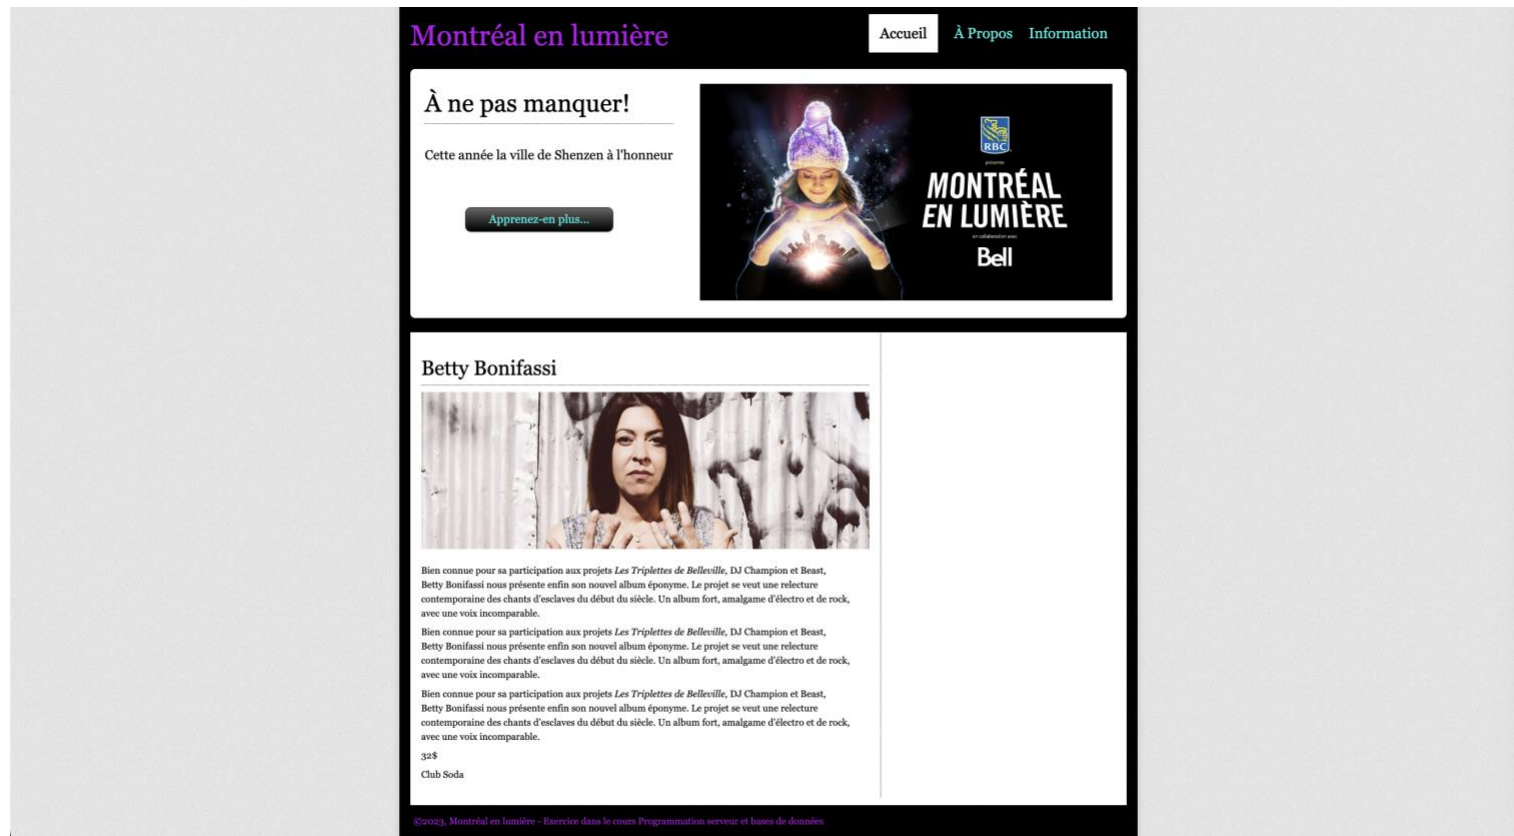 Montréal en lumière
Accueil
À Propos
Information
À ne pas manquer!
Cette année la ville de Shenzen à l'honneur
Apprenez-en plus...
RBC
présente
MONTRÉAL
EN LUMIÈRE
en collaboration avec
Bell
Betty Bonifassi
Bien connue pour sa participation aux projets Les Triplettes de Belleville, DJ Champion et Beast,
Betty Bonifassi nous présente enfin son nouvel album éponyme. Le projet se veut une relecture
contemporaine des chants d'esclaves du début du siècle. Un album fort, amalgame d'électro et de rock,
avec une voix incomparable.
Bien connue pour sa participation aux projets Les Triplettes de Belleville, DJ Champion et Beast,
Betty Bonifassi nous présente enfin son nouvel album éponyme. Le projet se veut une relecture
contemporaine des chants d'esclaves du début du siècle. Un album fort, amalgame d'électro et de rock,
avec une voix incomparable.
Bien connue pour sa participation aux projets Les Triplettes de Belleville, DJ Champion et Beast,
Betty Bonifassi nous présente enfin son nouvel album éponyme. Le projet se veut une relecture
contemporaine des chants d'esclaves du début du siècle. Un album fort, amalgame d'électro et de rock,
avec une voix incomparable.
32$
Club Soda
©2023, Montréal en lumière - Exercice dans le cours Programmation serveur et bases de données